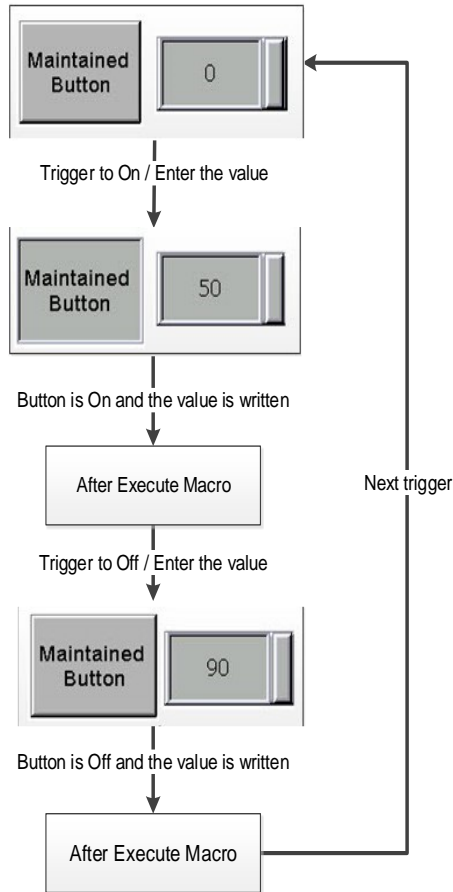 Maintained
Button
0
Trigger to On / Enter the value
Maintained
Button
50
Button is On and the value is written
After Execute Macro
Next trigger
Trigger to Off / Enter the value
Maintained
Button
90
Button is Off and the value is written
After Execute Macro